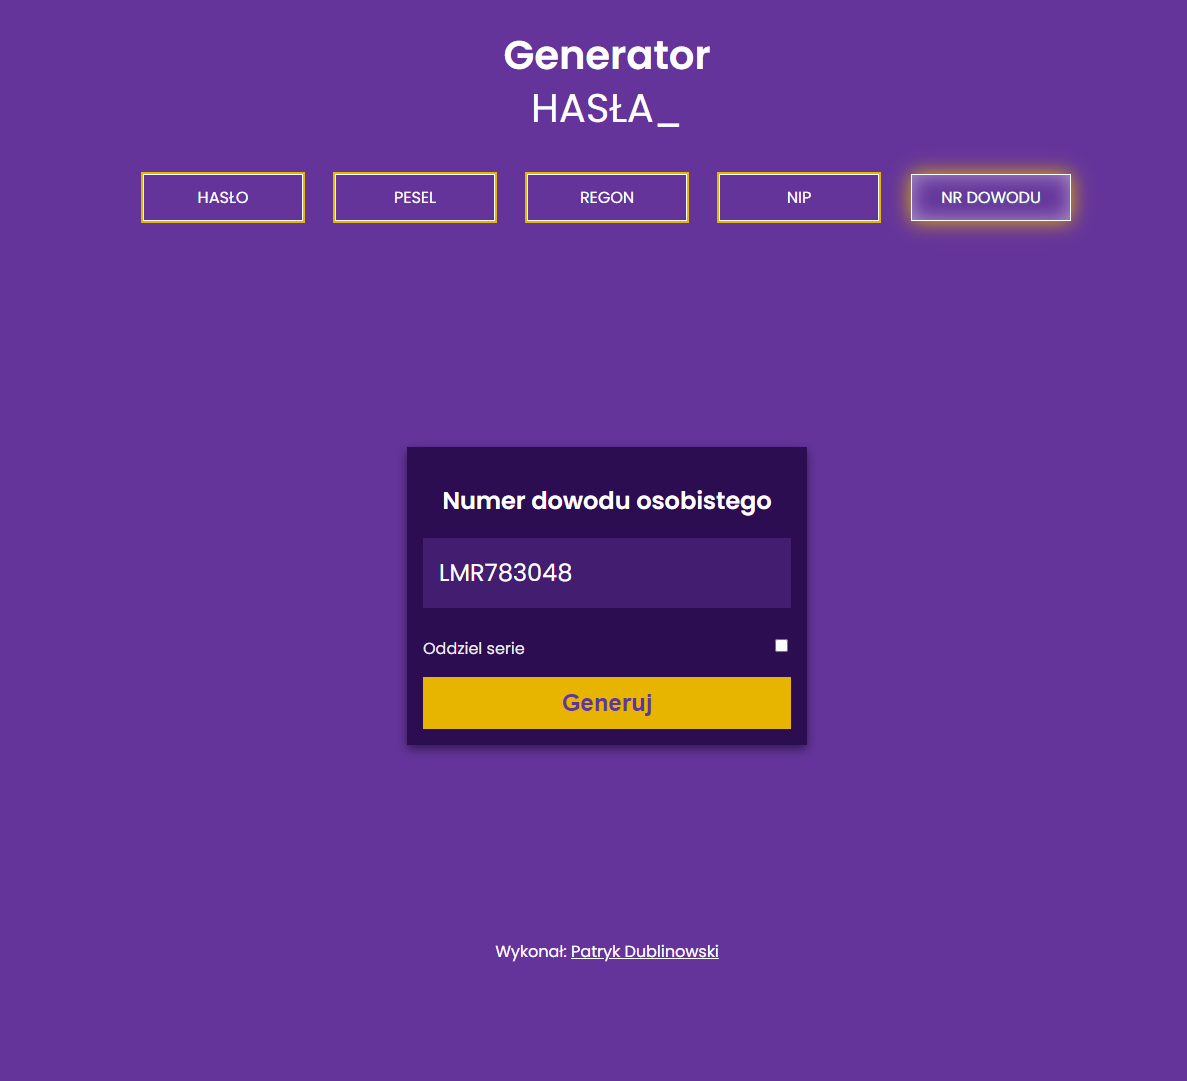 Generator
HASŁA_
HASŁO PESEL REGON NIP NR DOWODU
Numer dowodu osobistego
LMR783048
Oddziel serie
Generuj
Wykonał: Patryk Dublinowski